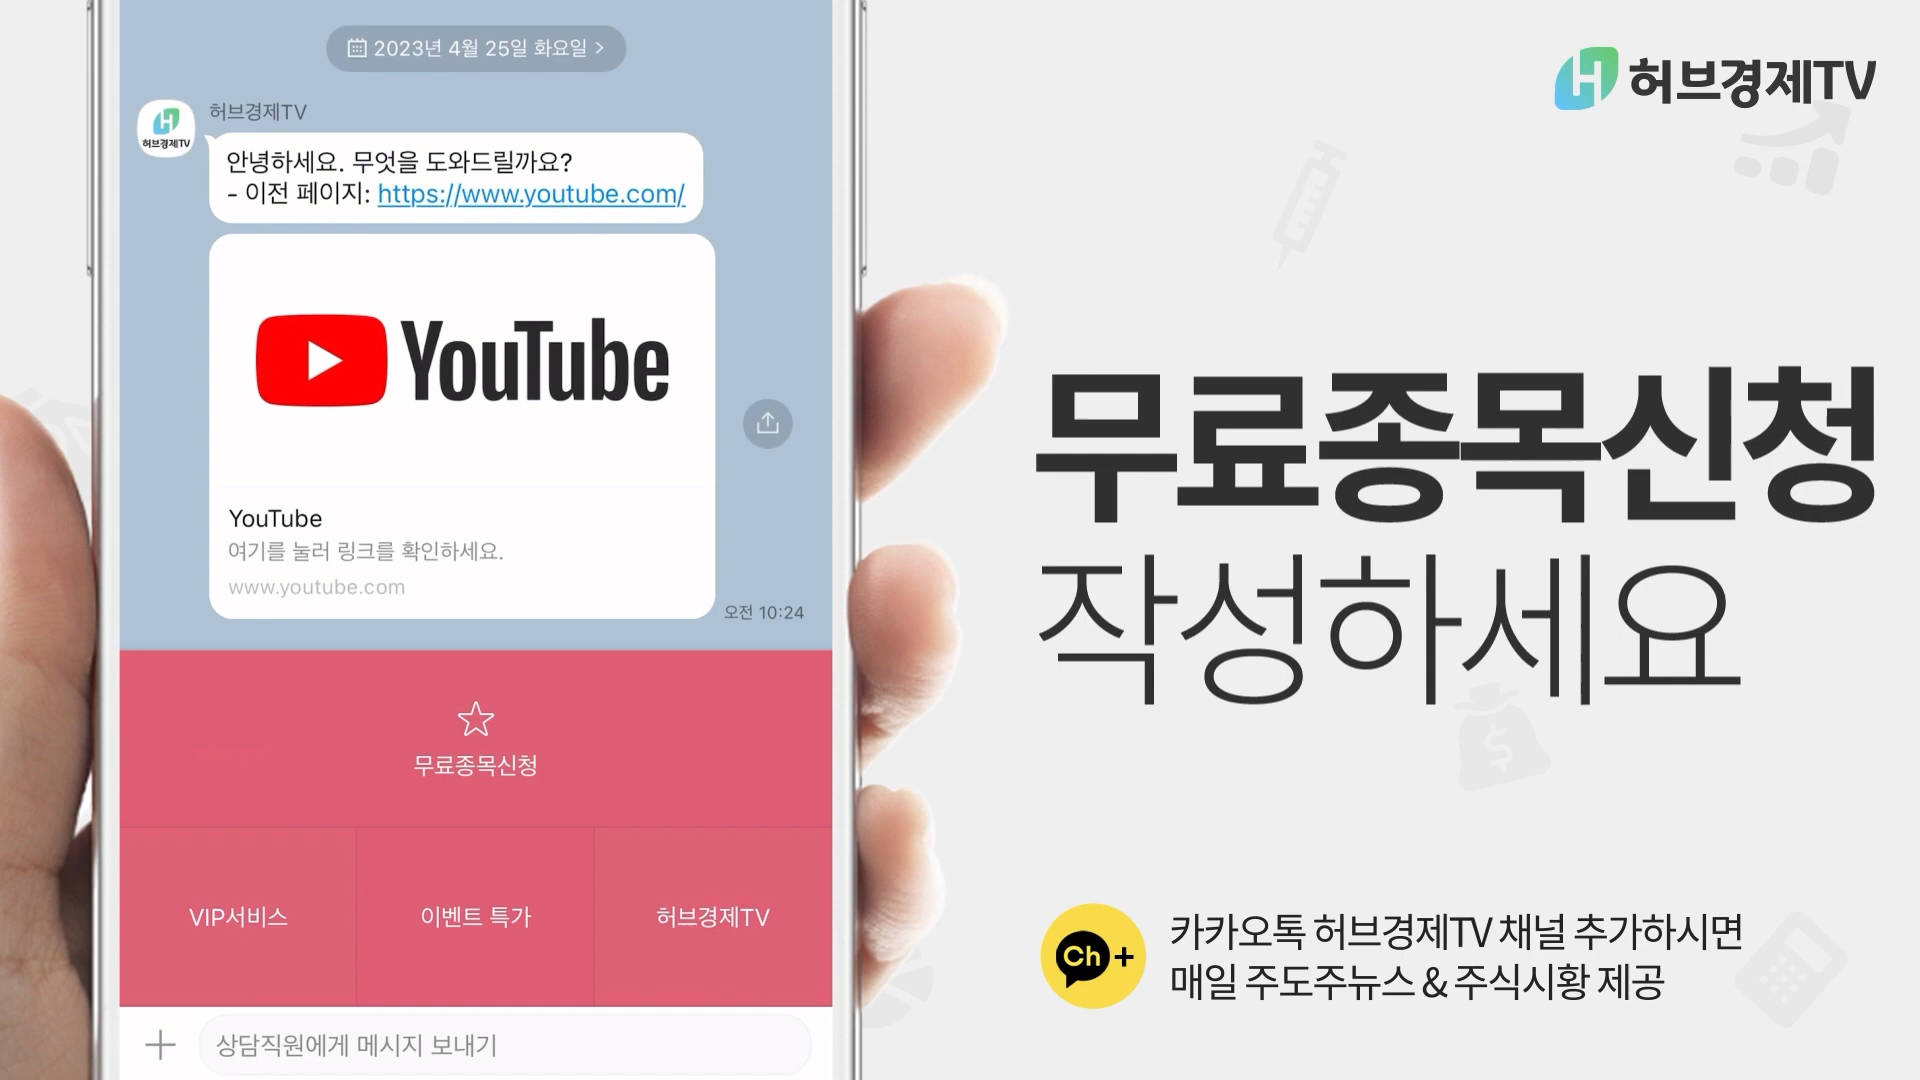 2023년 4월 25일 화요일 >
허브경제TV
허브경제TV
안녕하세요. 무엇을 도와드릴까요?
- 이전 페이지: https://www.youtube.com/
YouTube
YouTube
여기를 눌러 링크를 확인하세요.
www.youtube.com
오전 10:24
무료종목신청
VIP서비스
이벤트 특가
허브경제TV
상담직원에게 메시지 보내기
허브경제TV
무료종목신청
작성하세요
Ch+
카카오톡 허브경제TV 채널 추가하시면
매일 주도주뉴스 & 주식시황 제공